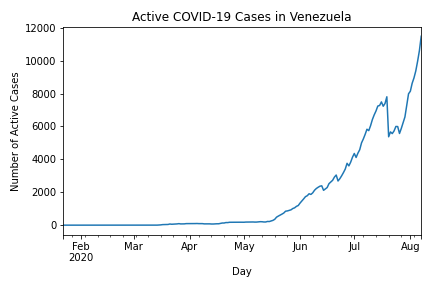 Active COVID-19 Cases in Venezuela
12000
10000
8000
6000
4000
2000
0
Number of Active Cases
Feb Mar Apr May Jun Jul Aug
2020
Day